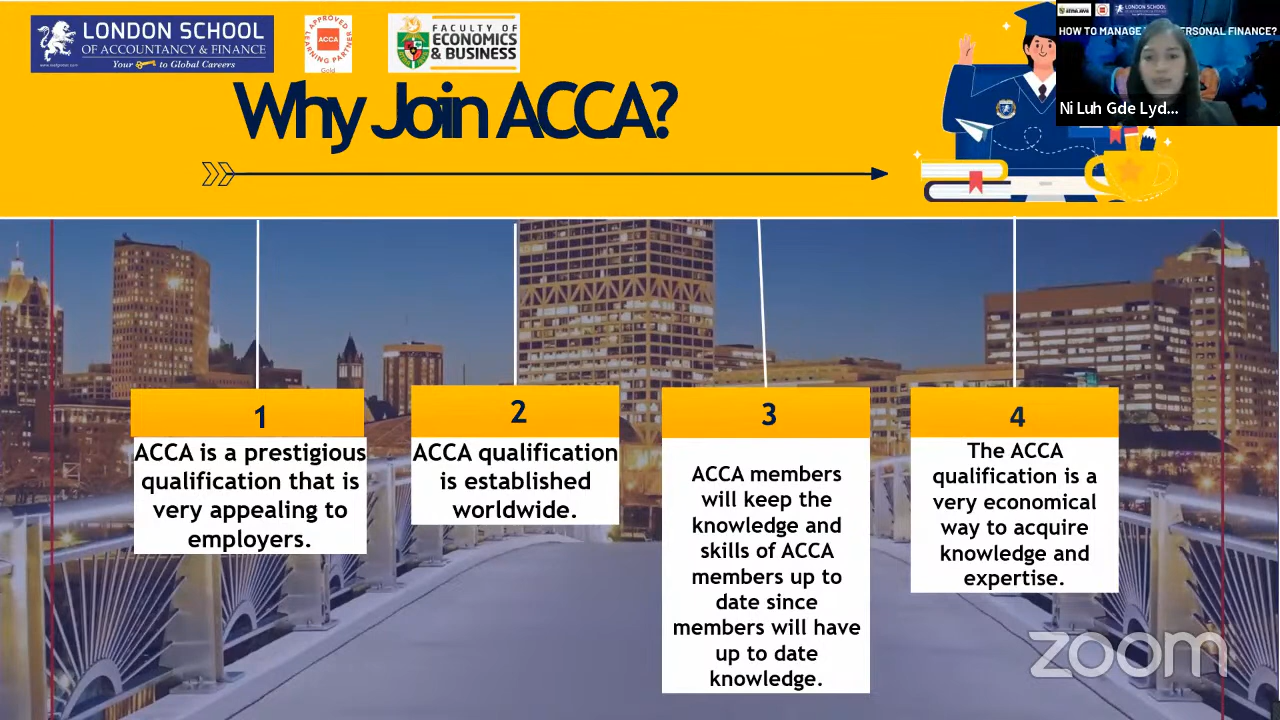 LONDON SCHOOL
OF ACCOUNTANCY & FINANCE
Your to Global Careers
APPROVED
LEARNING PARTNER
ACCA
Gold
FACULTY OF
ECONOMICS
& BUSINESS
HOW TO MANAGE ERSONAL FINANCE?
Ni Luh Gde Lyd...
Why Join ACCA?
1
ACCA is a prestigious
qualification that is
very appealing to
employers.
2
ACCA qualification
is established
worldwide.
3
ACCA members
will keep the
knowledge and
skills of ACCA
members up to
date since
members will have
up to date
knowledge.
4
The ACCA
qualification is a
very economical
way to acquire
knowledge and
expertise.
zoom